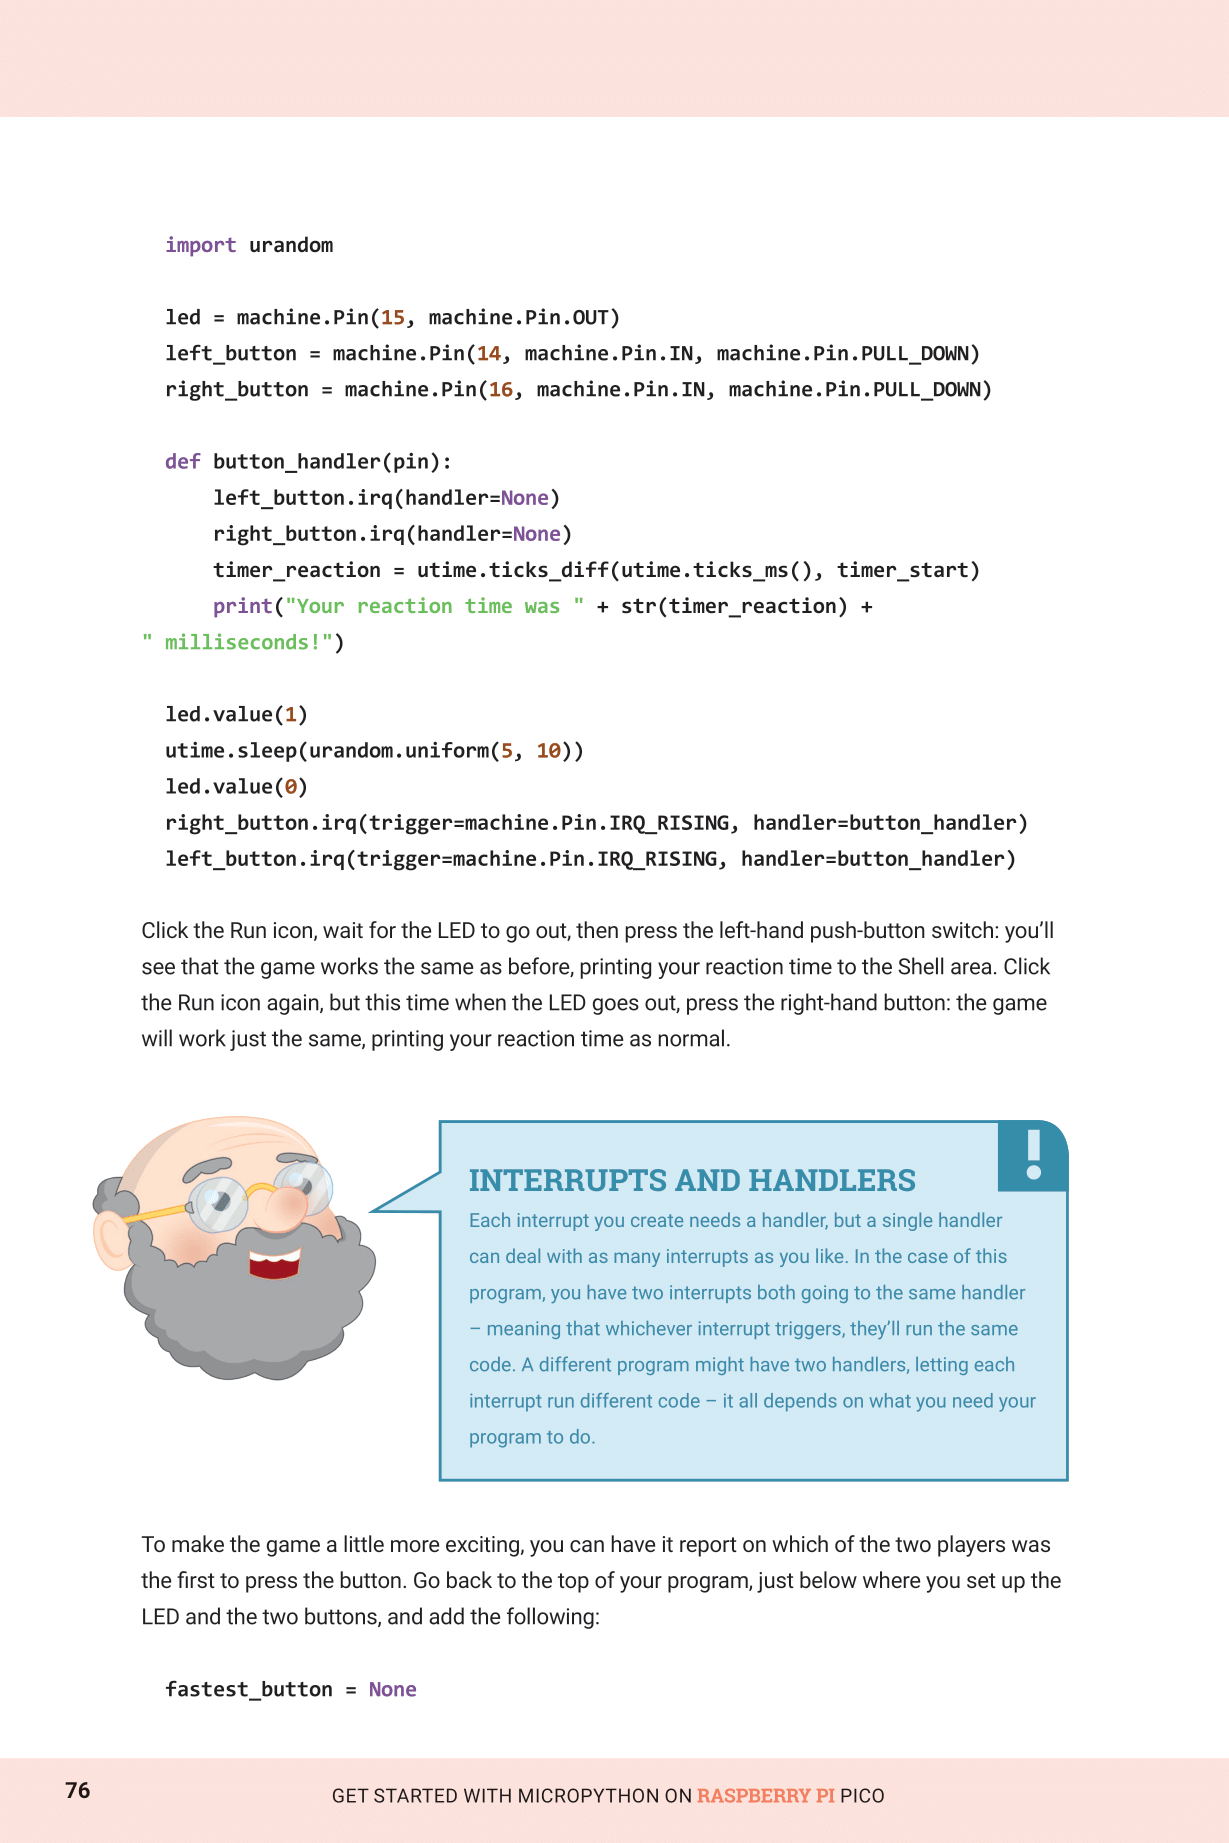 import urandom

led = machine.Pin(15, machine.Pin.OUT)
left_button = machine.Pin(14, machine.Pin.IN, machine.Pin.PULL_DOWN)
right_button = machine.Pin(16, machine.Pin.IN, machine.Pin.PULL_DOWN)

def button_handler(pin):
    left_button.irq(handler=None)
    right_button.irq(handler=None)
    timer_reaction = utime.ticks_diff(utime.ticks_ms(), timer_start)
    print("Your reaction time was " + str(timer_reaction) +
" milliseconds!")

led.value(1)
utime.sleep(urandom.uniform(5, 10))
led.value(0)
right_button.irq(trigger=machine.Pin.IRQ_RISING, handler=button_handler)
left_button.irq(trigger=machine.Pin.IRQ_RISING, handler=button_handler)

Click the Run icon, wait for the LED to go out, then press the left-hand push-button switch: you’ll
see that the game works the same as before, printing your reaction time to the Shell area. Click
the Run icon again, but this time when the LED goes out, press the right-hand button: the game
will work just the same, printing your reaction time as normal.

!
INTERRUPTS AND HANDLERS
Each interrupt you create needs a handler, but a single handler
can deal with as many interrupts as you like. In the case of this
program, you have two interrupts both going to the same handler
– meaning that whichever interrupt triggers, they’ll run the same
code. A different program might have two handlers, letting each
interrupt run different code – it all depends on what you need your
program to do.

To make the game a little more exciting, you can have it report on which of the two players was
the first to press the button. Go back to the top of your program, just below where you set up the
LED and the two buttons, and add the following:

fastest_button = None

76
GET STARTED WITH MICROPYTHON ON RASPBERRY PI PICO